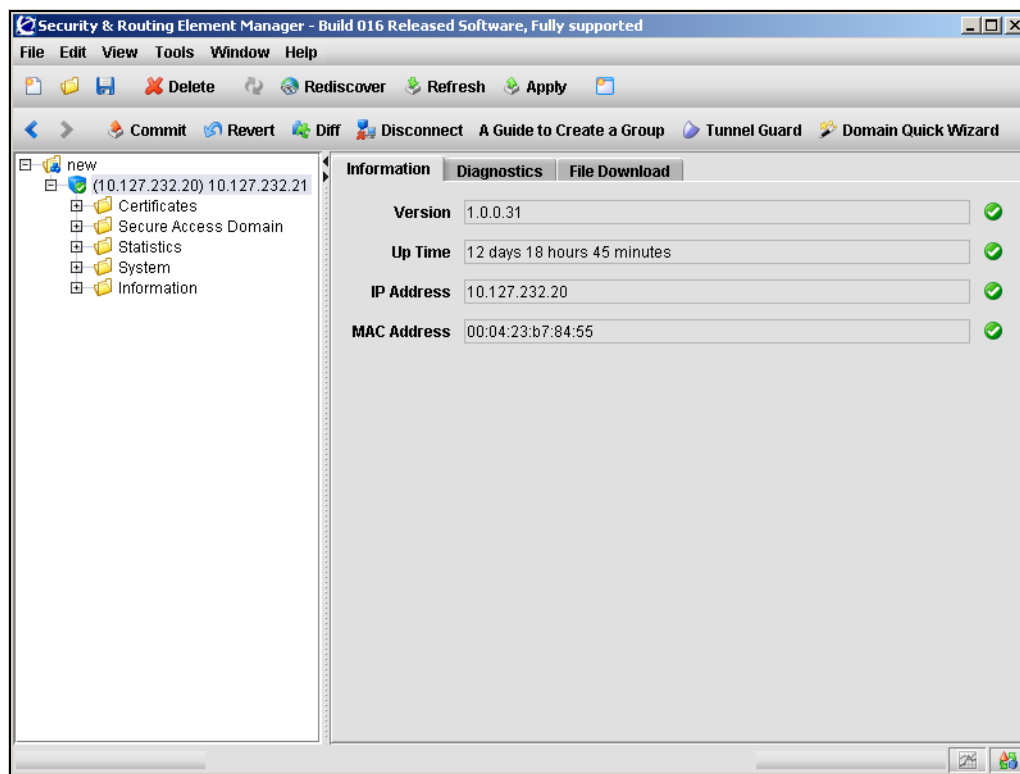 Security & Routing Element Manager - Build 016 Released Software, Fully supported
File Edit View Tools Window Help
Delete Rediscover Refresh Apply
Commit Revert Diff Disconnect A Guide to Create a Group Tunnel Guard Domain Quick Wizard
new
(10.127.232.20) 10.127.232.21
Certificates
Secure Access Domain
Statistics
System
Information
Information Diagnostics File Download
Version 1.0.0.31
Up Time 12 days 18 hours 45 minutes
IP Address 10.127.232.20
MAC Address 00:04:23:b7:84:55